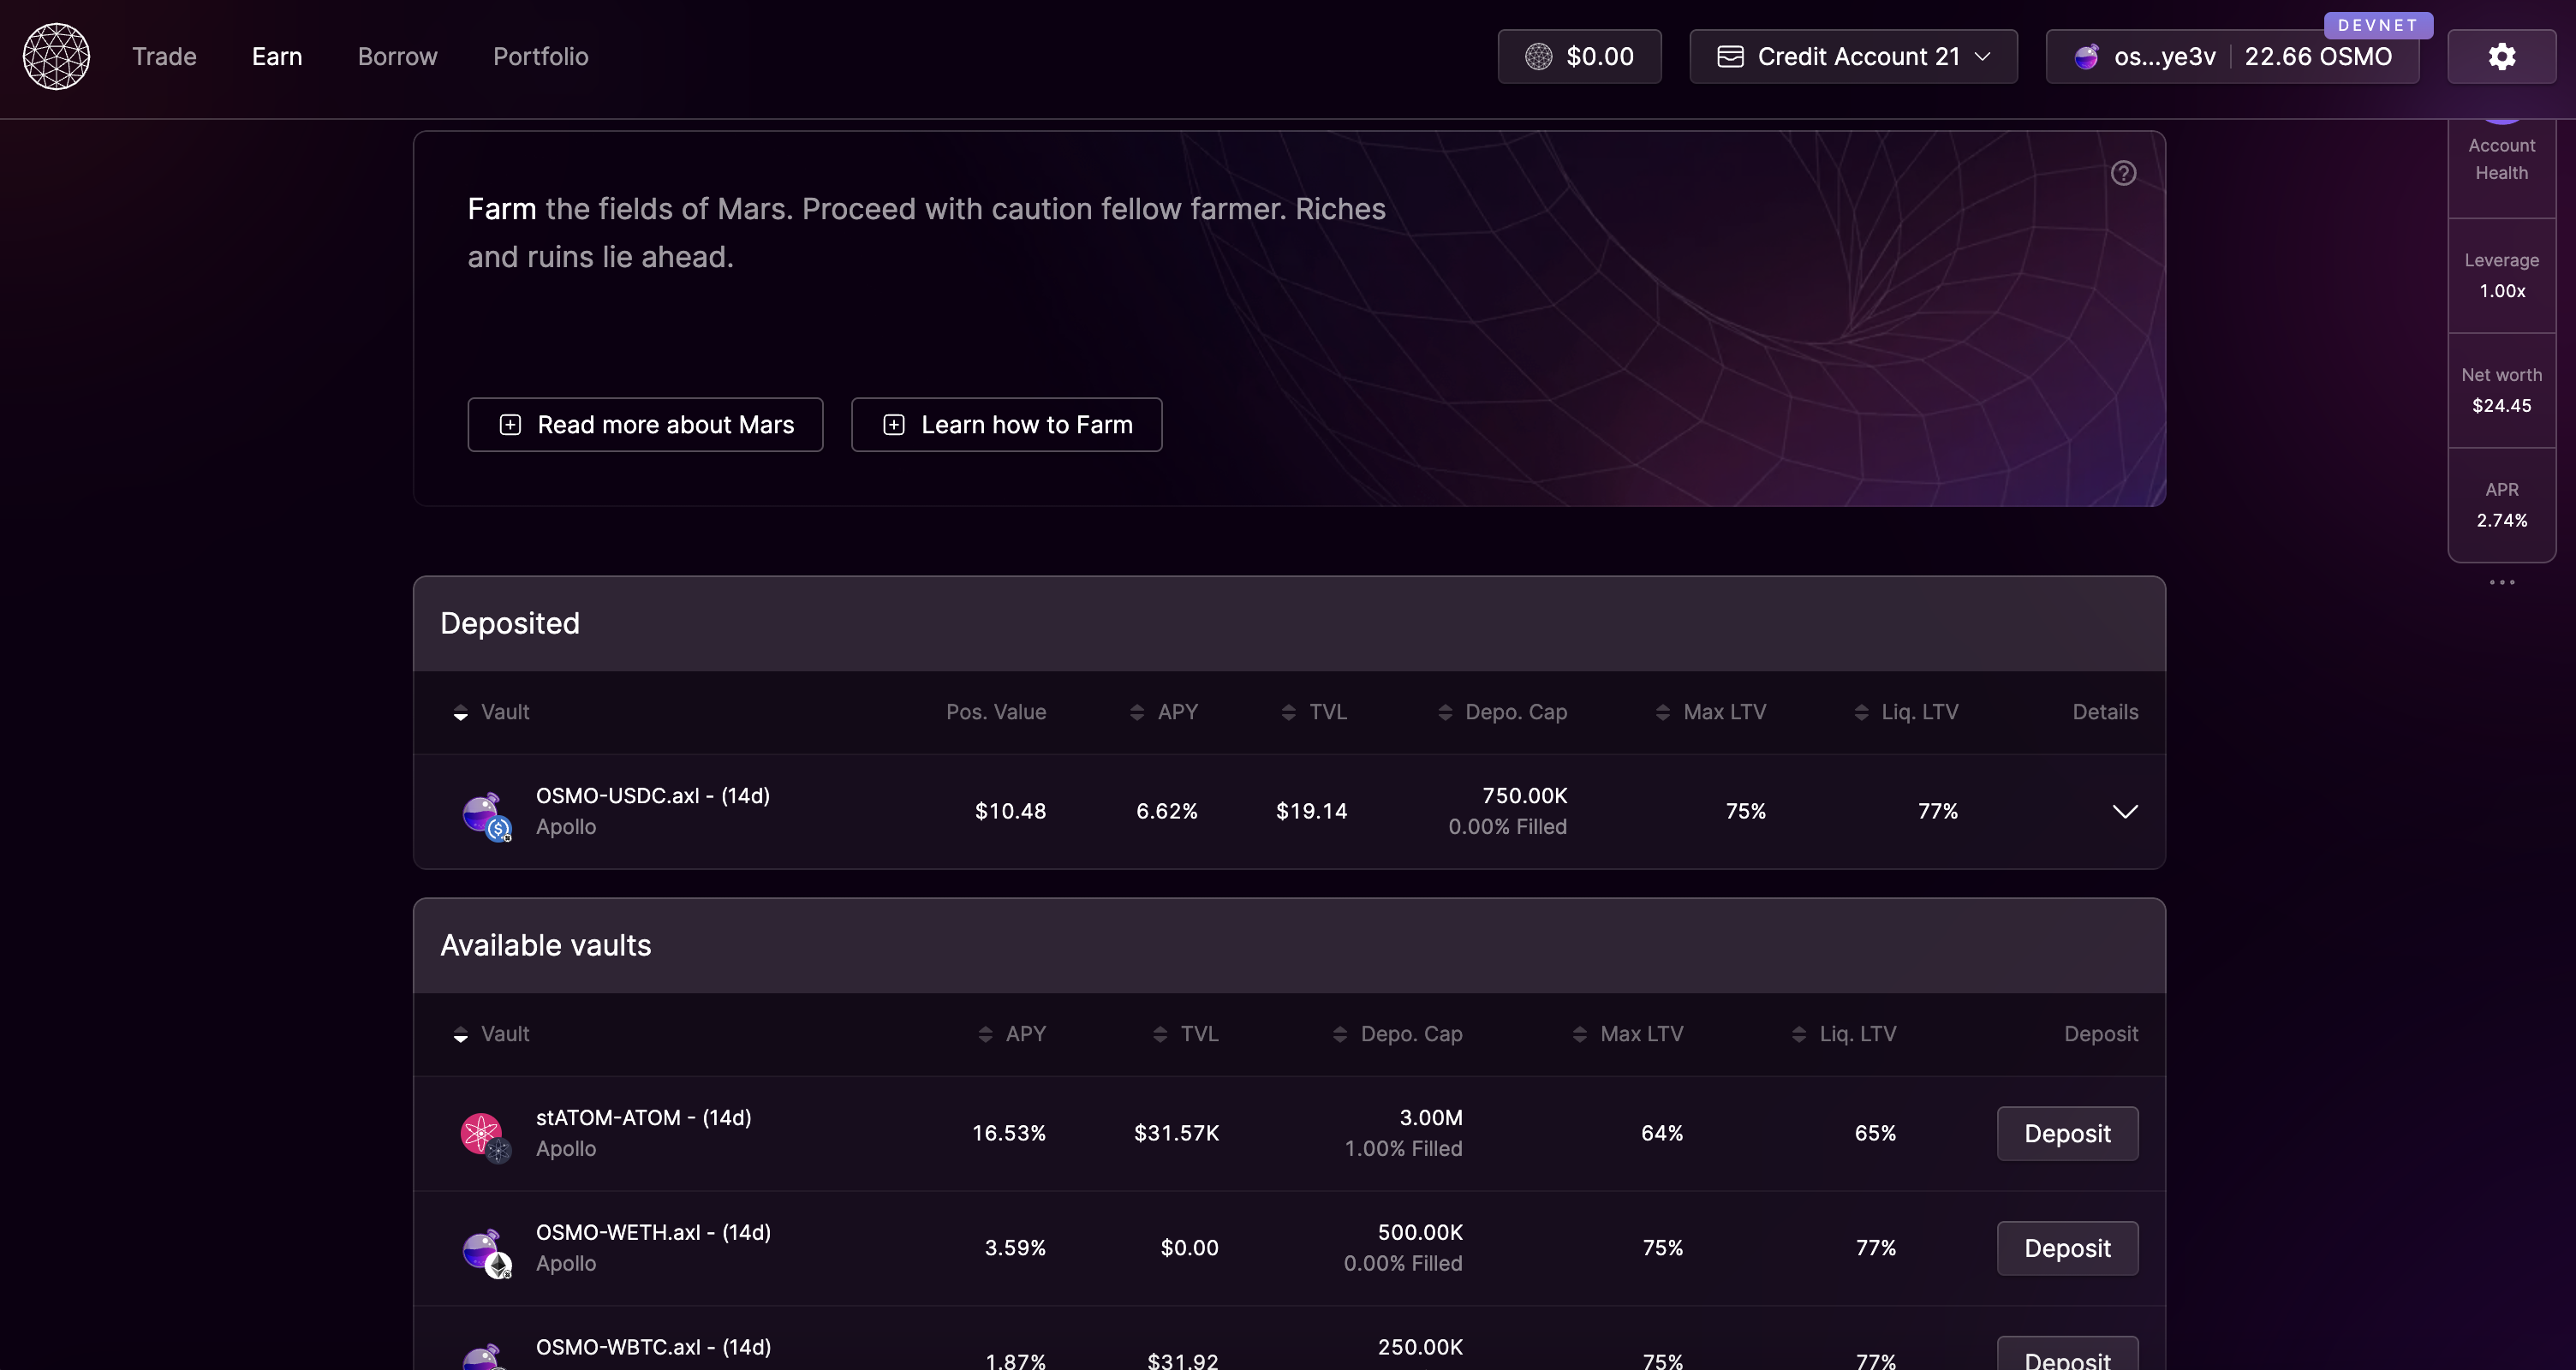 DEVNET
Trade Earn Borrow Portfolio $0.00 Credit Account 21 os...ye3v 22.66 OSMO
Account
Health
Leverage
1.00x
Net worth
$24.45
APR
2.74%
Farm the fields of Mars. Proceed with caution fellow farmer. Riches
and ruins lie ahead.
Read more about Mars Learn how to Farm
Deposited
Vault Pos. Value APY TVL Depo. Cap Max LTV Liq. LTV Details
OSMO-USDC.axl - (14d) $10.48 6.62% $19.14 750.00K 75% 77%
Apollo 0.00% Filled
Available vaults
Vault APY TVL Depo. Cap Max LTV Liq. LTV Deposit
stATOM-ATOM - (14d) 16.53% $31.57K 3.00M 64% 65% Deposit
Apollo 1.00% Filled
OSMO-WETH.axl - (14d) 3.59% $0.00 500.00K 75% 77% Deposit
Apollo 0.00% Filled
OSMO-WBTC.axl - (14d) 1.87% $31.92 250.00K 75% 77% Deposit